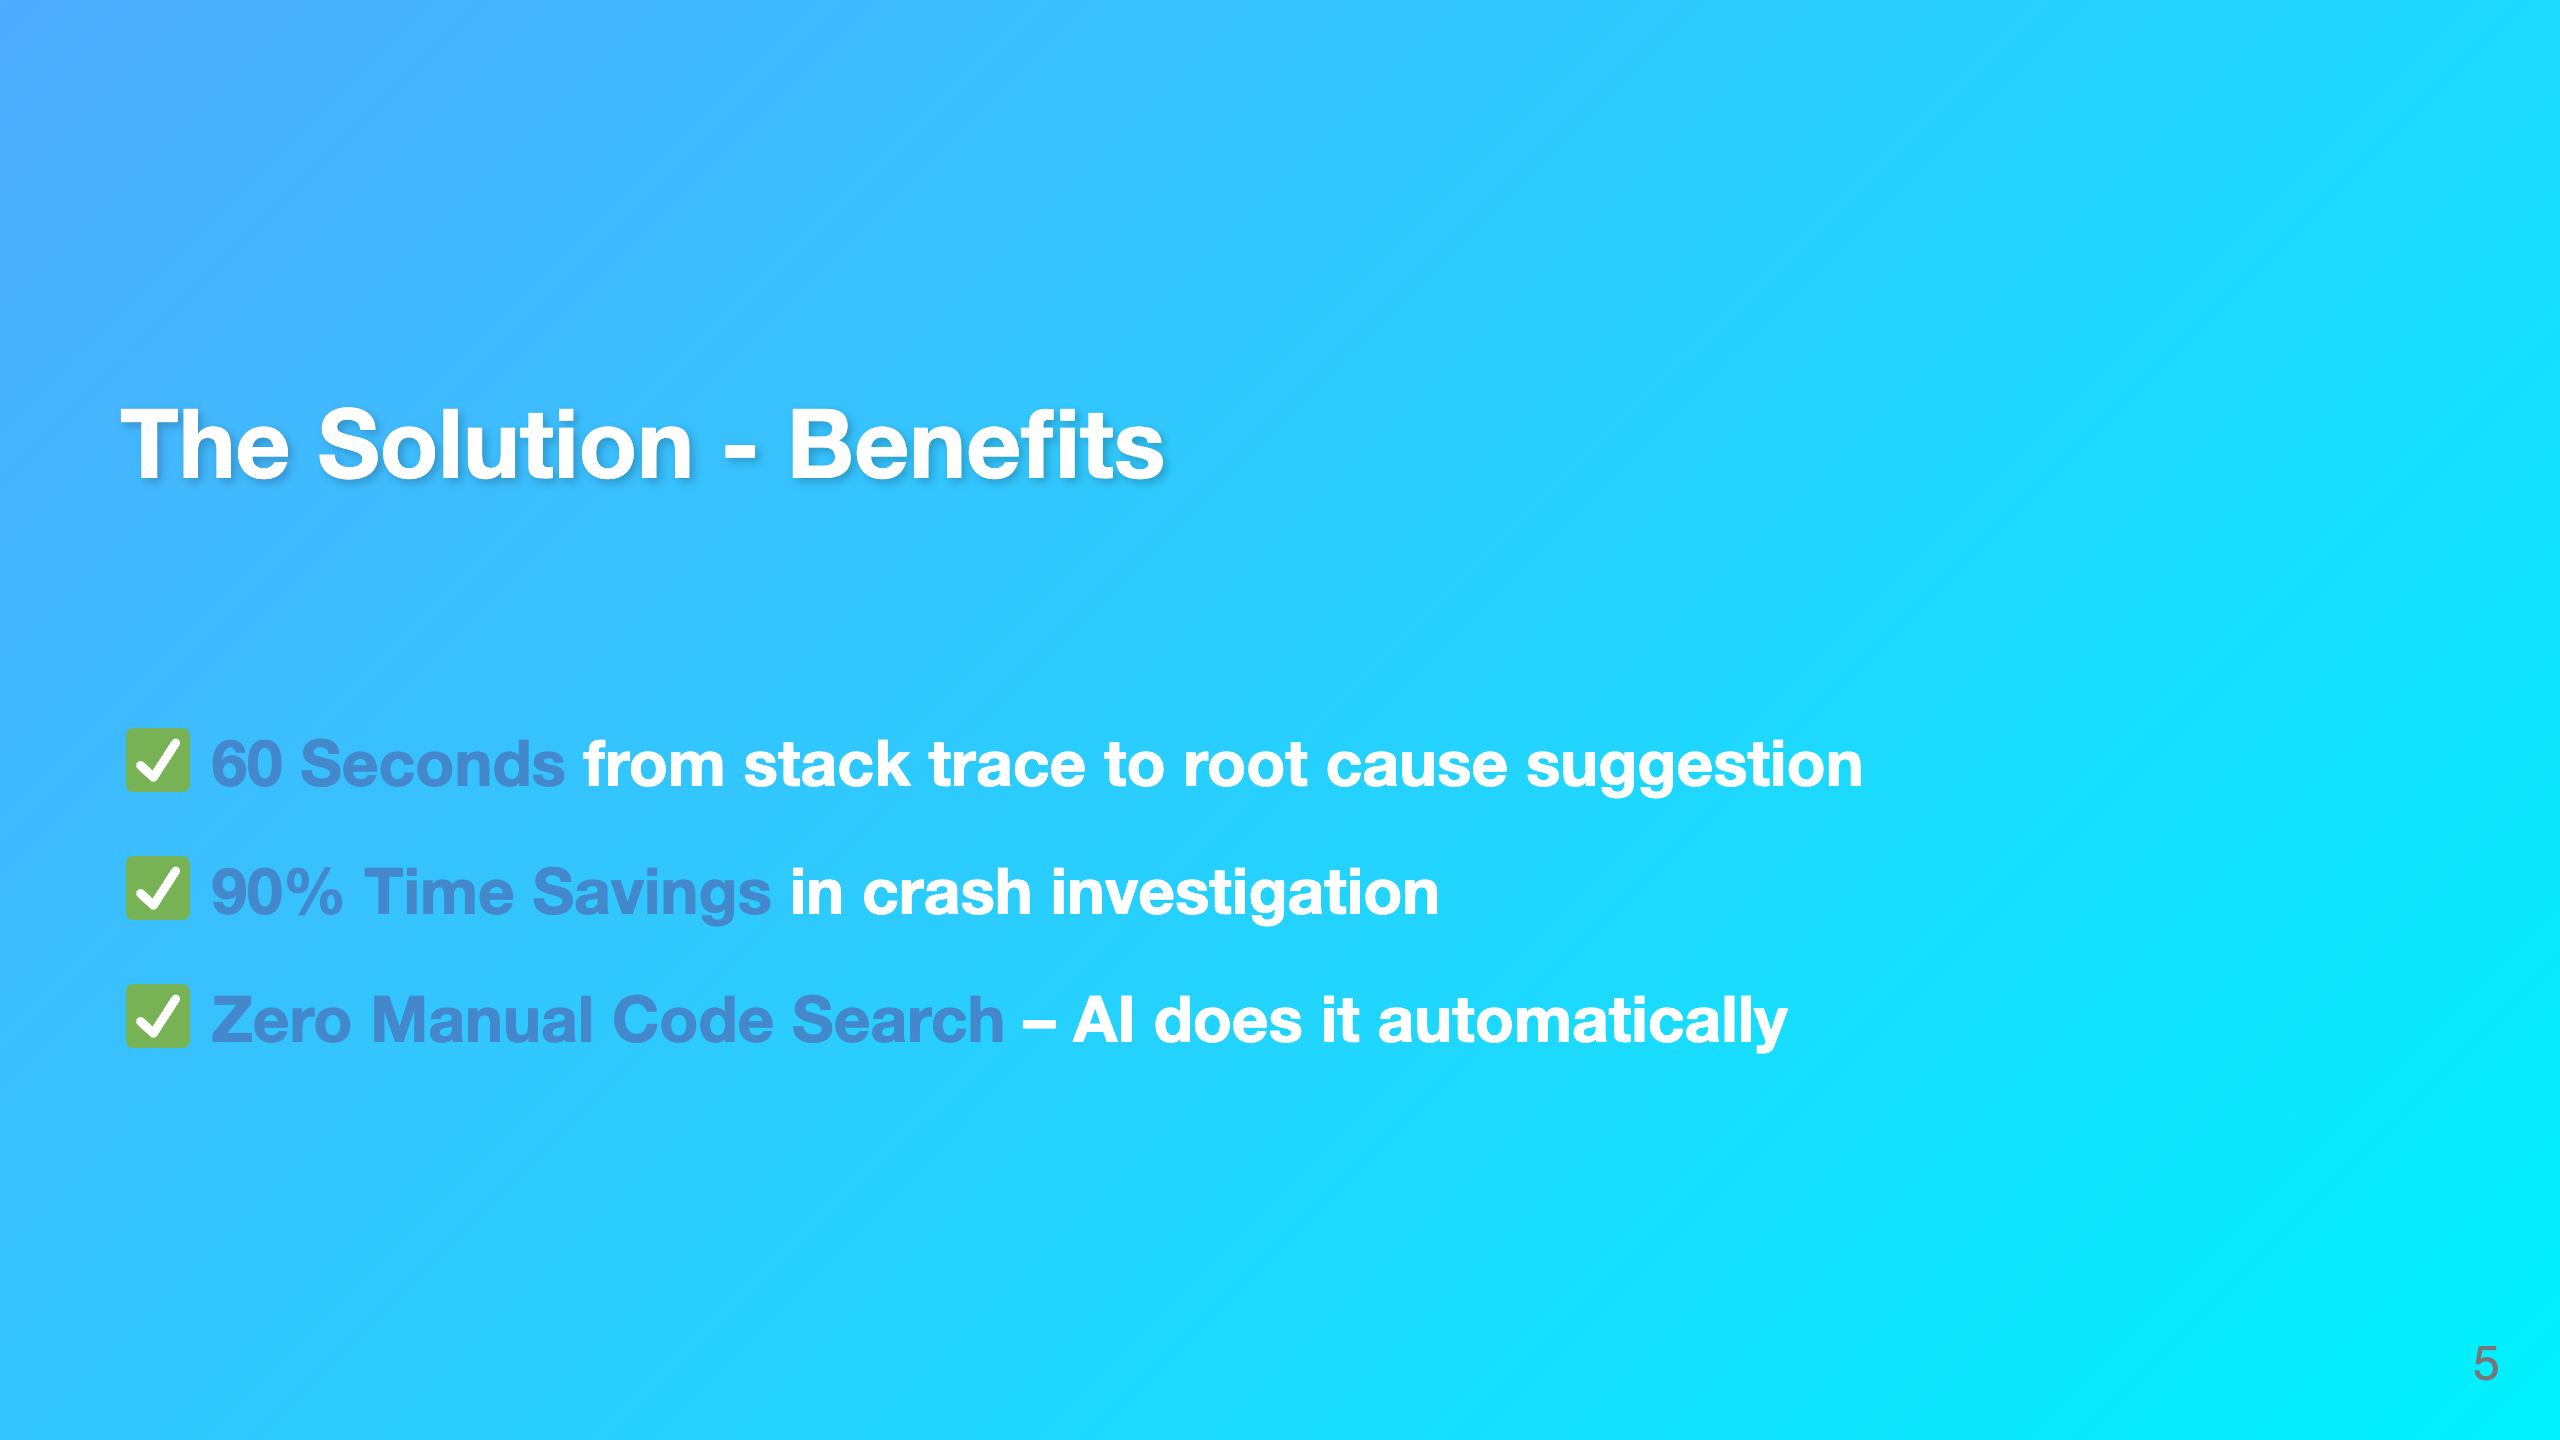 The Solution - Benefits
✅ 60 Seconds from stack trace to root cause suggestion
✅ 90% Time Savings in crash investigation
✅ Zero Manual Code Search – AI does it automatically
5